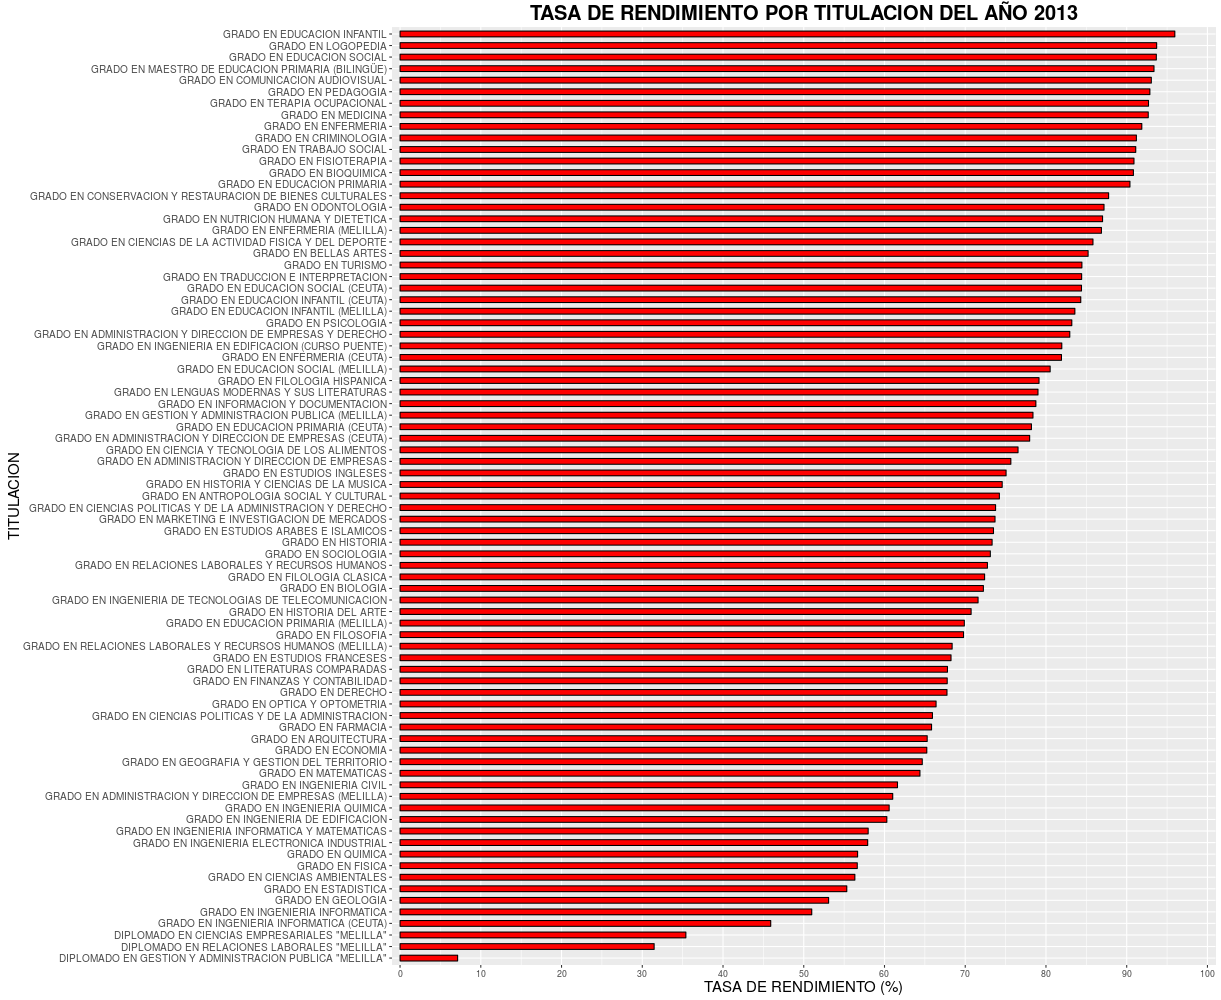 TASA DE RENDIMIENTO POR TITULACION DEL AÑO 2013
TITULACION
GRADO EN EDUCACION INFANTIL
GRADO EN LOGOPEDIA
GRADO EN EDUCACION SOCIAL
GRADO EN MAESTRO DE EDUCACION PRIMARIA (BILINGÜE)
GRADO EN COMUNICACION AUDIOVISUAL
GRADO EN PEDAGOGIA
GRADO EN TERAPIA OCUPACIONAL
GRADO EN MEDICINA
GRADO EN ENFERMERIA
GRADO EN CRIMINOLOGIA
GRADO EN TRABAJO SOCIAL
GRADO EN FISIOTERAPIA
GRADO EN BIOQUIMICA
GRADO EN EDUCACION PRIMARIA
GRADO EN CONSERVACION Y RESTAURACION DE BIENES CULTURALES
GRADO EN ODONTOLOGIA
GRADO EN NUTRICION HUMANA Y DIETETICA
GRADO EN ENFERMERIA (MELILLA)
GRADO EN CIENCIAS DE LA ACTIVIDAD FISICA Y DEL DEPORTE
GRADO EN BELLAS ARTES
GRADO EN TURISMO
GRADO EN TRADUCCION E INTERPRETACION
GRADO EN EDUCACION SOCIAL (CEUTA)
GRADO EN EDUCACION INFANTIL (CEUTA)
GRADO EN EDUCACION INFANTIL (MELILLA)
GRADO EN PSICOLOGIA
GRADO EN ADMINISTRACION Y DIRECCION DE EMPRESAS Y DERECHO
GRADO EN INGENIERIA EN EDIFICACION (CURSO PUENTE)
GRADO EN ENFERMERIA (CEUTA)
GRADO EN EDUCACION SOCIAL (MELILLA)
GRADO EN FILOLOGIA HISPANICA
GRADO EN LENGUAS MODERNAS Y SUS LITERATURAS
GRADO EN INFORMACION Y DOCUMENTACION
GRADO EN GESTION Y ADMINISTRACION PUBLICA (MELILLA)
GRADO EN EDUCACION PRIMARIA (CEUTA)
GRADO EN ADMINISTRACION Y DIRECCION DE EMPRESAS (CEUTA)
GRADO EN CIENCIA Y TECNOLOGIA DE LOS ALIMENTOS
GRADO EN ADMINISTRACION Y DIRECCION DE EMPRESAS
GRADO EN ESTUDIOS INGLESES
GRADO EN HISTORIA Y CIENCIAS DE LA MUSICA
GRADO EN ANTROPOLOGIA SOCIAL Y CULTURAL
GRADO EN CIENCIAS POLITICAS Y DE LA ADMINISTRACION Y DERECHO
GRADO EN MARKETING E INVESTIGACION DE MERCADOS
GRADO EN ESTUDIOS ARABES E ISLAMICOS
GRADO EN HISTORIA
GRADO EN SOCIOLOGIA
GRADO EN RELACIONES LABORALES Y RECURSOS HUMANOS
GRADO EN FILOLOGIA CLASICA
GRADO EN BIOLOGIA
GRADO EN INGENIERIA DE TECNOLOGIAS DE TELECOMUNICACION
GRADO EN HISTORIA DEL ARTE
GRADO EN EDUCACION PRIMARIA (MELILLA)
GRADO EN FILOSOFIA
GRADO EN RELACIONES LABORALES Y RECURSOS HUMANOS (MELILLA)
GRADO EN ESTUDIOS FRANCESES
GRADO EN LITERATURAS COMPARADAS
GRADO EN FINANZAS Y CONTABILIDAD
GRADO EN DERECHO
GRADO EN OPTICA Y OPTOMETRIA
GRADO EN CIENCIAS POLITICAS Y DE LA ADMINISTRACION
GRADO EN FARMACIA
GRADO EN ARQUITECTURA
GRADO EN ECONOMIA
GRADO EN GEOGRAFIA Y GESTION DEL TERRITORIO
GRADO EN MATEMATICAS
GRADO EN INGENIERIA CIVIL
GRADO EN ADMINISTRACION Y DIRECCION DE EMPRESAS (MELILLA)
GRADO EN INGENIERIA QUIMICA
GRADO EN INGENIERIA DE EDIFICACION
GRADO EN INGENIERIA INFORMATICA Y MATEMATICAS
GRADO EN INGENIERIA ELECTRONICA INDUSTRIAL
GRADO EN QUIMICA
GRADO EN FISICA
GRADO EN CIENCIAS AMBIENTALES
GRADO EN ESTADISTICA
GRADO EN GEOLOGIA
GRADO EN INGENIERIA INFORMATICA
GRADO EN INGENIERIA INFORMATICA (CEUTA)
DIPLOMADO EN CIENCIAS EMPRESARIALES "MELILLA"
DIPLOMADO EN RELACIONES LABORALES "MELILLA"
DIPLOMADO EN GESTION Y ADMINISTRACION PUBLICA "MELILLA"
0 10 20 30 40 50 60 70 80 90 100
TASA DE RENDIMIENTO (%)